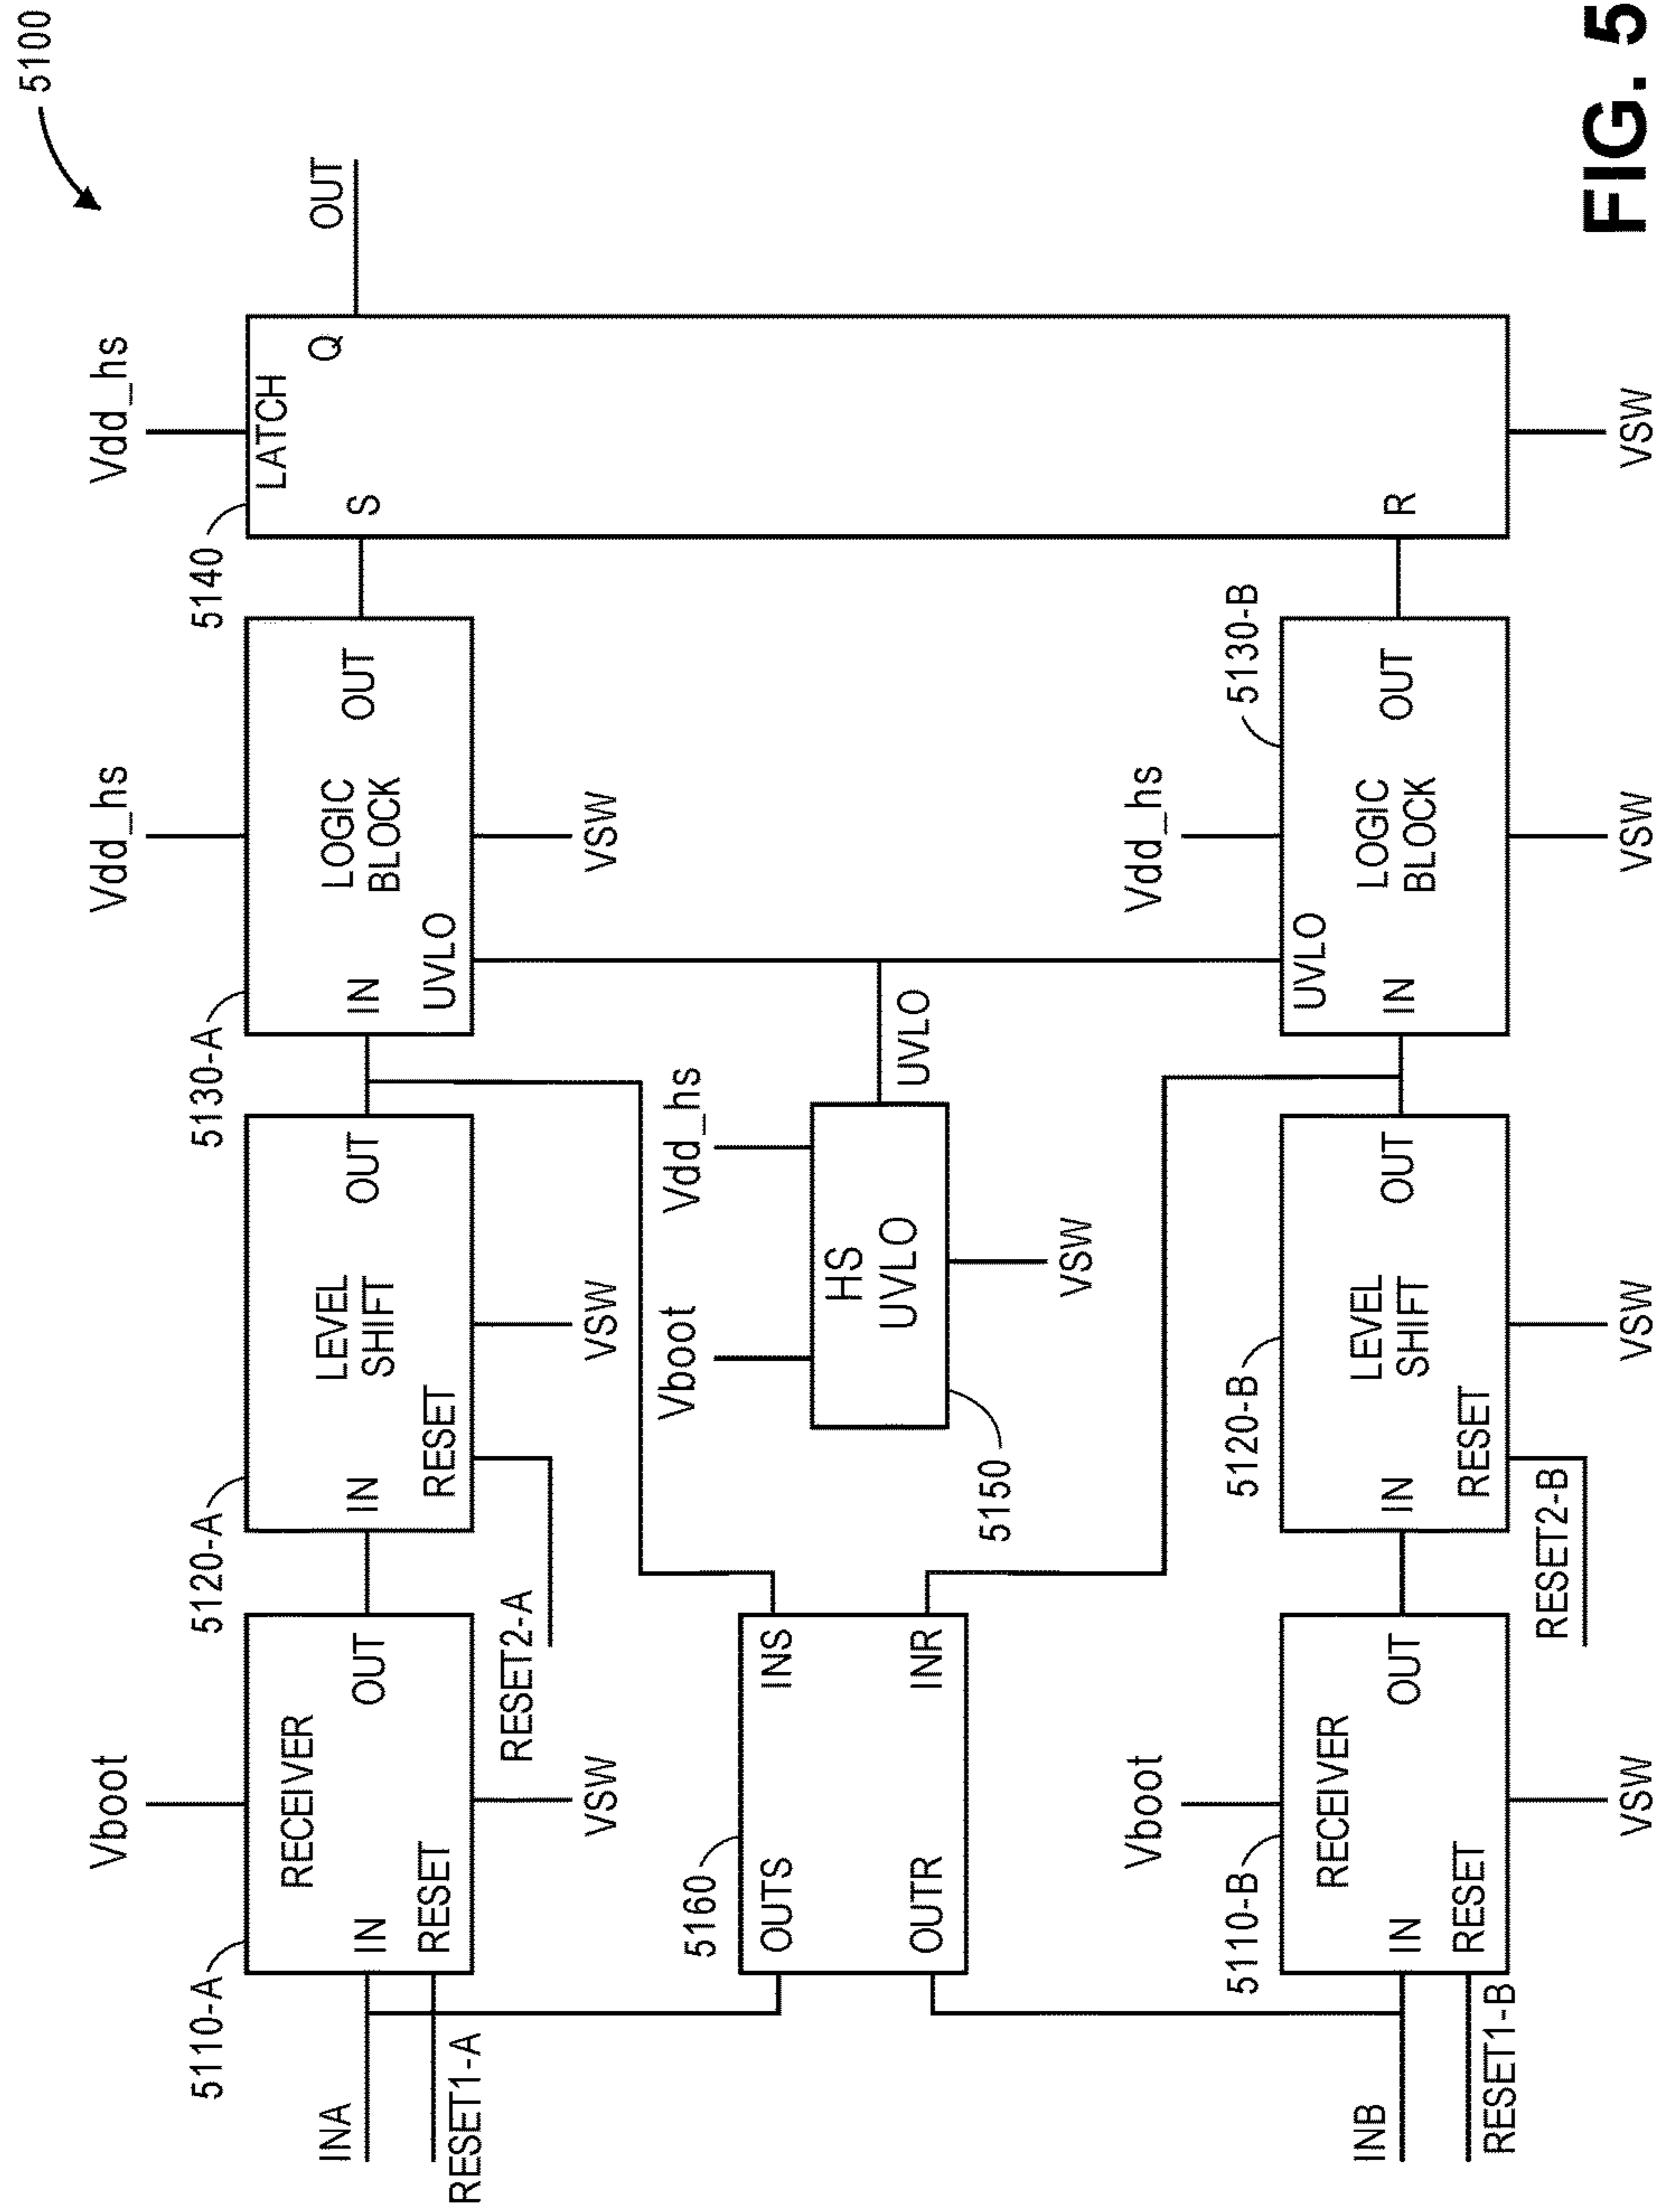 5100
Vboot
Vdd_hs
Vdd_hs
5110-A
5120-A
5130-A
5140
RECEIVER
IN
OUT
RESET
LEVEL
SHIFT
IN
OUT
RESET
LOGIC
BLOCK
IN
OUT
UVLO
LATCH
S
Q
OUT
INA
RESET1-A
VSW
RESET2-A
VSW
VSW
5160
OUTS
INS
OUTR
INR
Vboot
Vdd_hs
HS
UVLO
UVLO
5150
VSW
Vboot
Vdd_hs
5110-B
5120-B
5130-B
RECEIVER
IN
OUT
RESET
LEVEL
SHIFT
IN
OUT
RESET
UVLO
LOGIC
BLOCK
IN
OUT
R
INB
RESET1-B
VSW
RESET2-B
VSW
VSW
VSW
FIG. 5